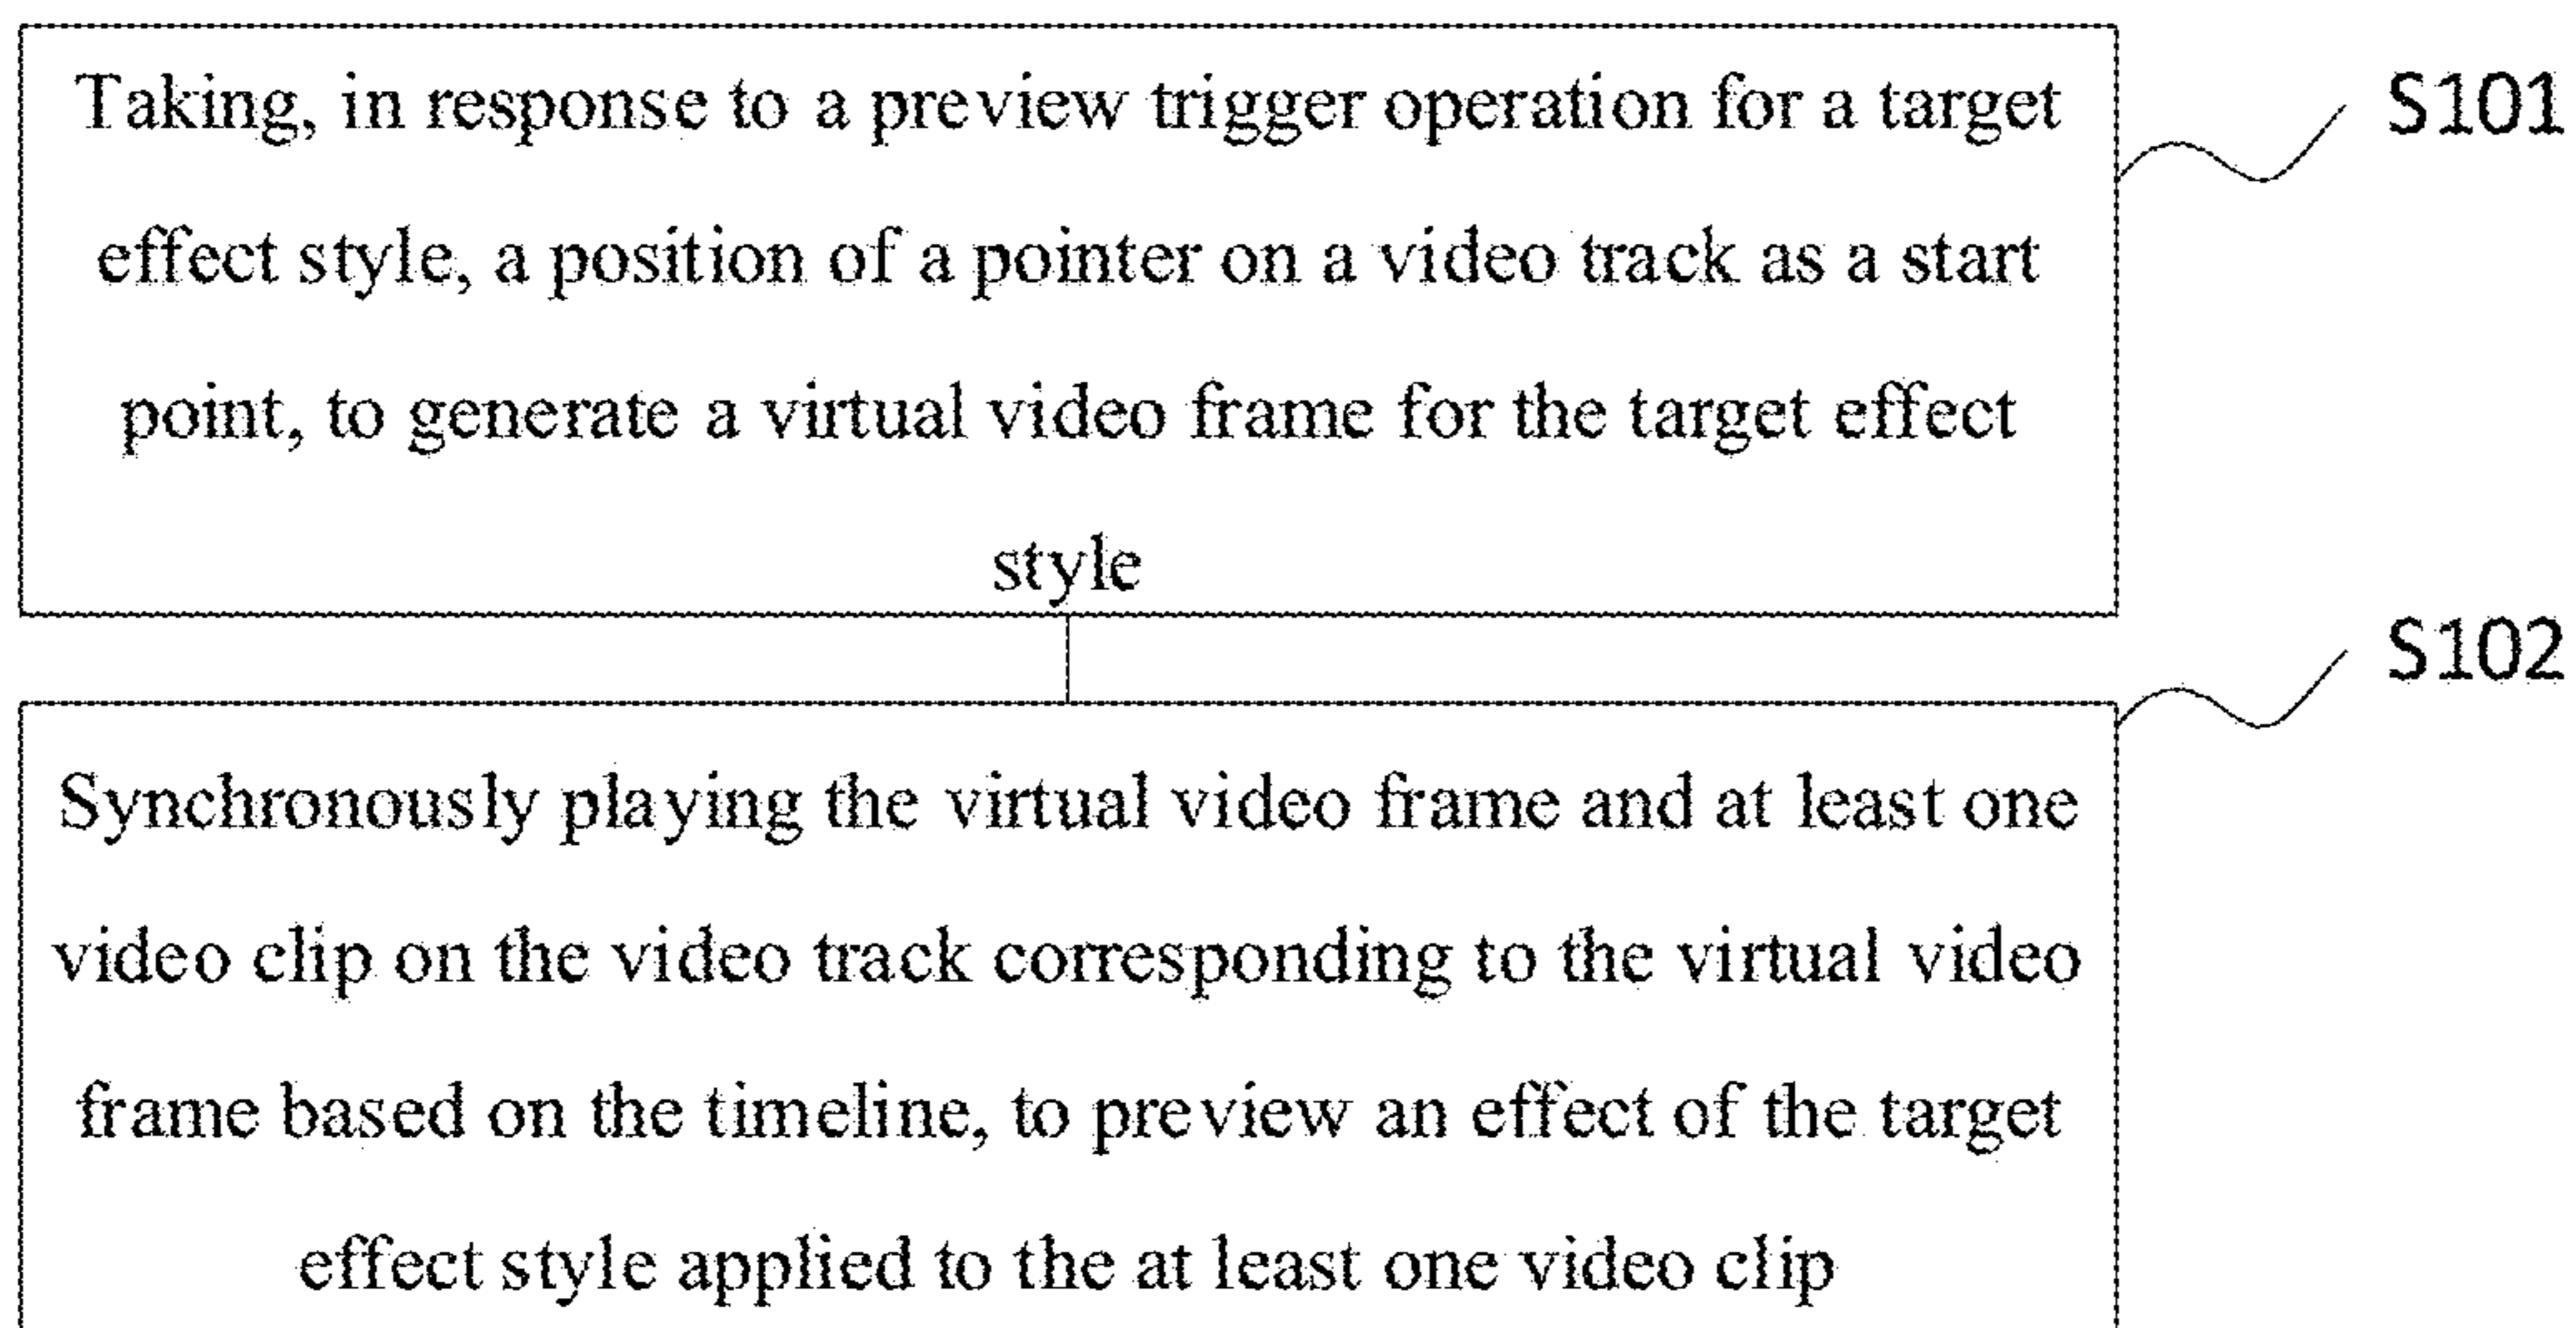 Taking, in response to a preview trigger operation for a target
effect style, a position of a pointer on a video track as a start
point, to generate a virtual video frame for the target effect
style
S101
Synchronously playing the virtual video frame and at least one
video clip on the video track corresponding to the virtual video
frame based on the timeline, to preview an effect of the target
effect style applied to the at least one video clip
S102